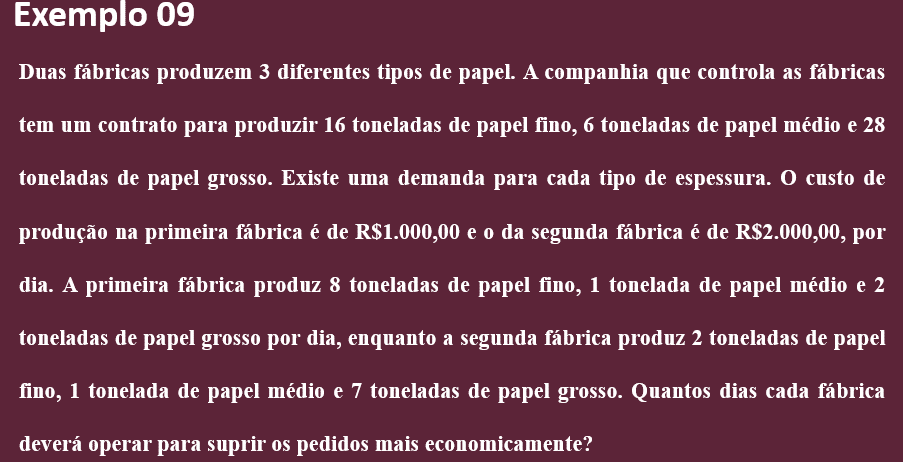 Exemplo 09
Duas fábricas produzem 3 diferentes tipos de papel. A companhia que controla as fábricas
tem um contrato para produzir 16 toneladas de papel fino, 6 toneladas de papel médio e 28
toneladas de papel grosso. Existe uma demanda para cada tipo de espessura. O custo de
produção na primeira fábrica é de R$1.000,00 e o da segunda fábrica é de R$2.000,00, por
dia. A primeira fábrica produz 8 toneladas de papel fino, 1 tonelada de papel médio e 2
toneladas de papel grosso por dia, enquanto a segunda fábrica produz 2 toneladas de papel
fino, 1 tonelada de papel médio e 7 toneladas de papel grosso. Quantos dias cada fábrica
deverá operar para suprir os pedidos mais economicamente?